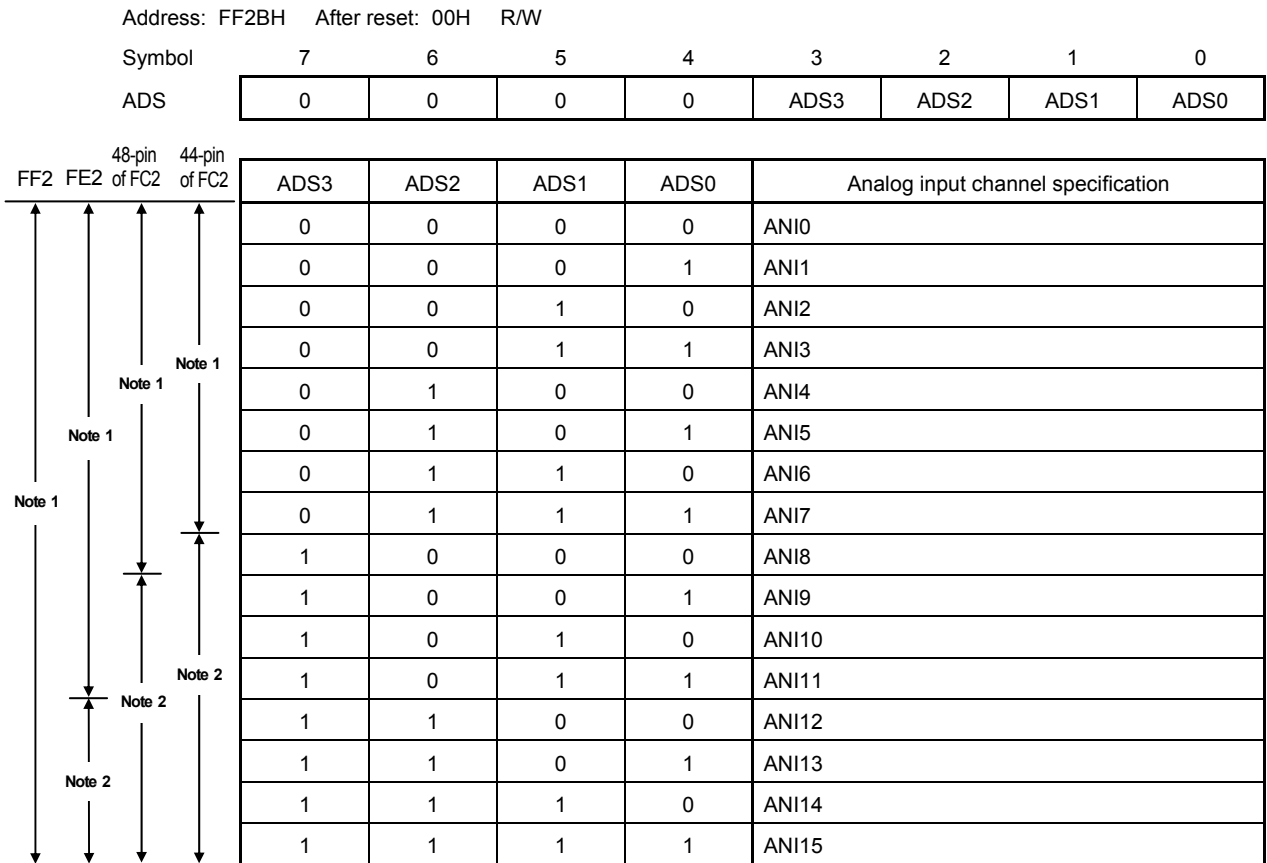 Address: FF2BH After reset: 00H R/W
Symbol 7 6 5 4 3 2 1 0
ADS 0 0 0 0 ADS3 ADS2 ADS1 ADS0
FF2 FE2 48-pin of FC2 44-pin of FC2
ADS3 ADS2 ADS1 ADS0 Analog input channel specification
0 0 0 0 ANI0
0 0 0 1 ANI1
0 0 1 0 ANI2
0 0 1 1 ANI3
Note 1
0 1 0 0 ANI4
Note 1
0 1 0 1 ANI5
Note 1
0 1 1 0 ANI6
0 1 1 1 ANI7
Note 1
1 0 0 0 ANI8
1 0 0 1 ANI9
1 0 1 0 ANI10
1 0 1 1 ANI11
Note 2
1 1 0 0 ANI12
Note 2
1 1 0 1 ANI13
Note 2
1 1 1 0 ANI14
1 1 1 1 ANI15